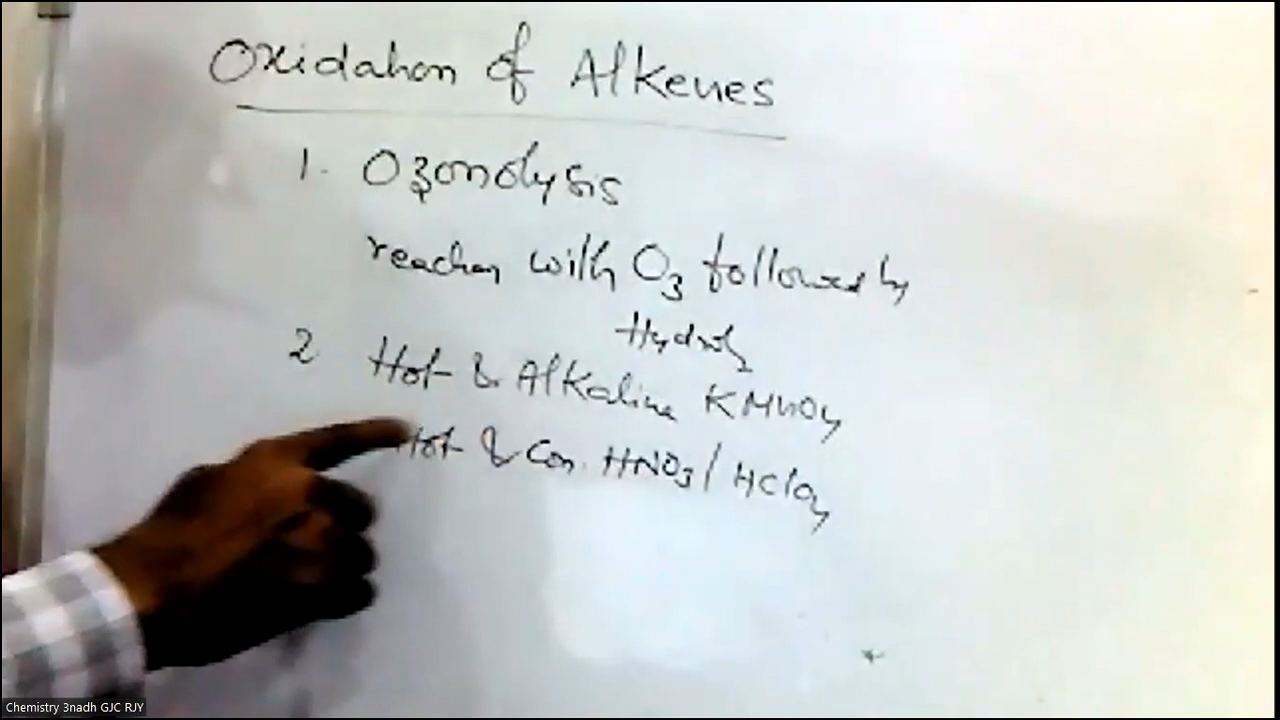 Oxidation of Alkenes
1. Ozonolysis
reaction with O3 followed by
Hydroly
2 Hot & Alkaline KMnO4
Hot & Con. HNO3 / HClO4
Chemistry 3nadh GJC RJY